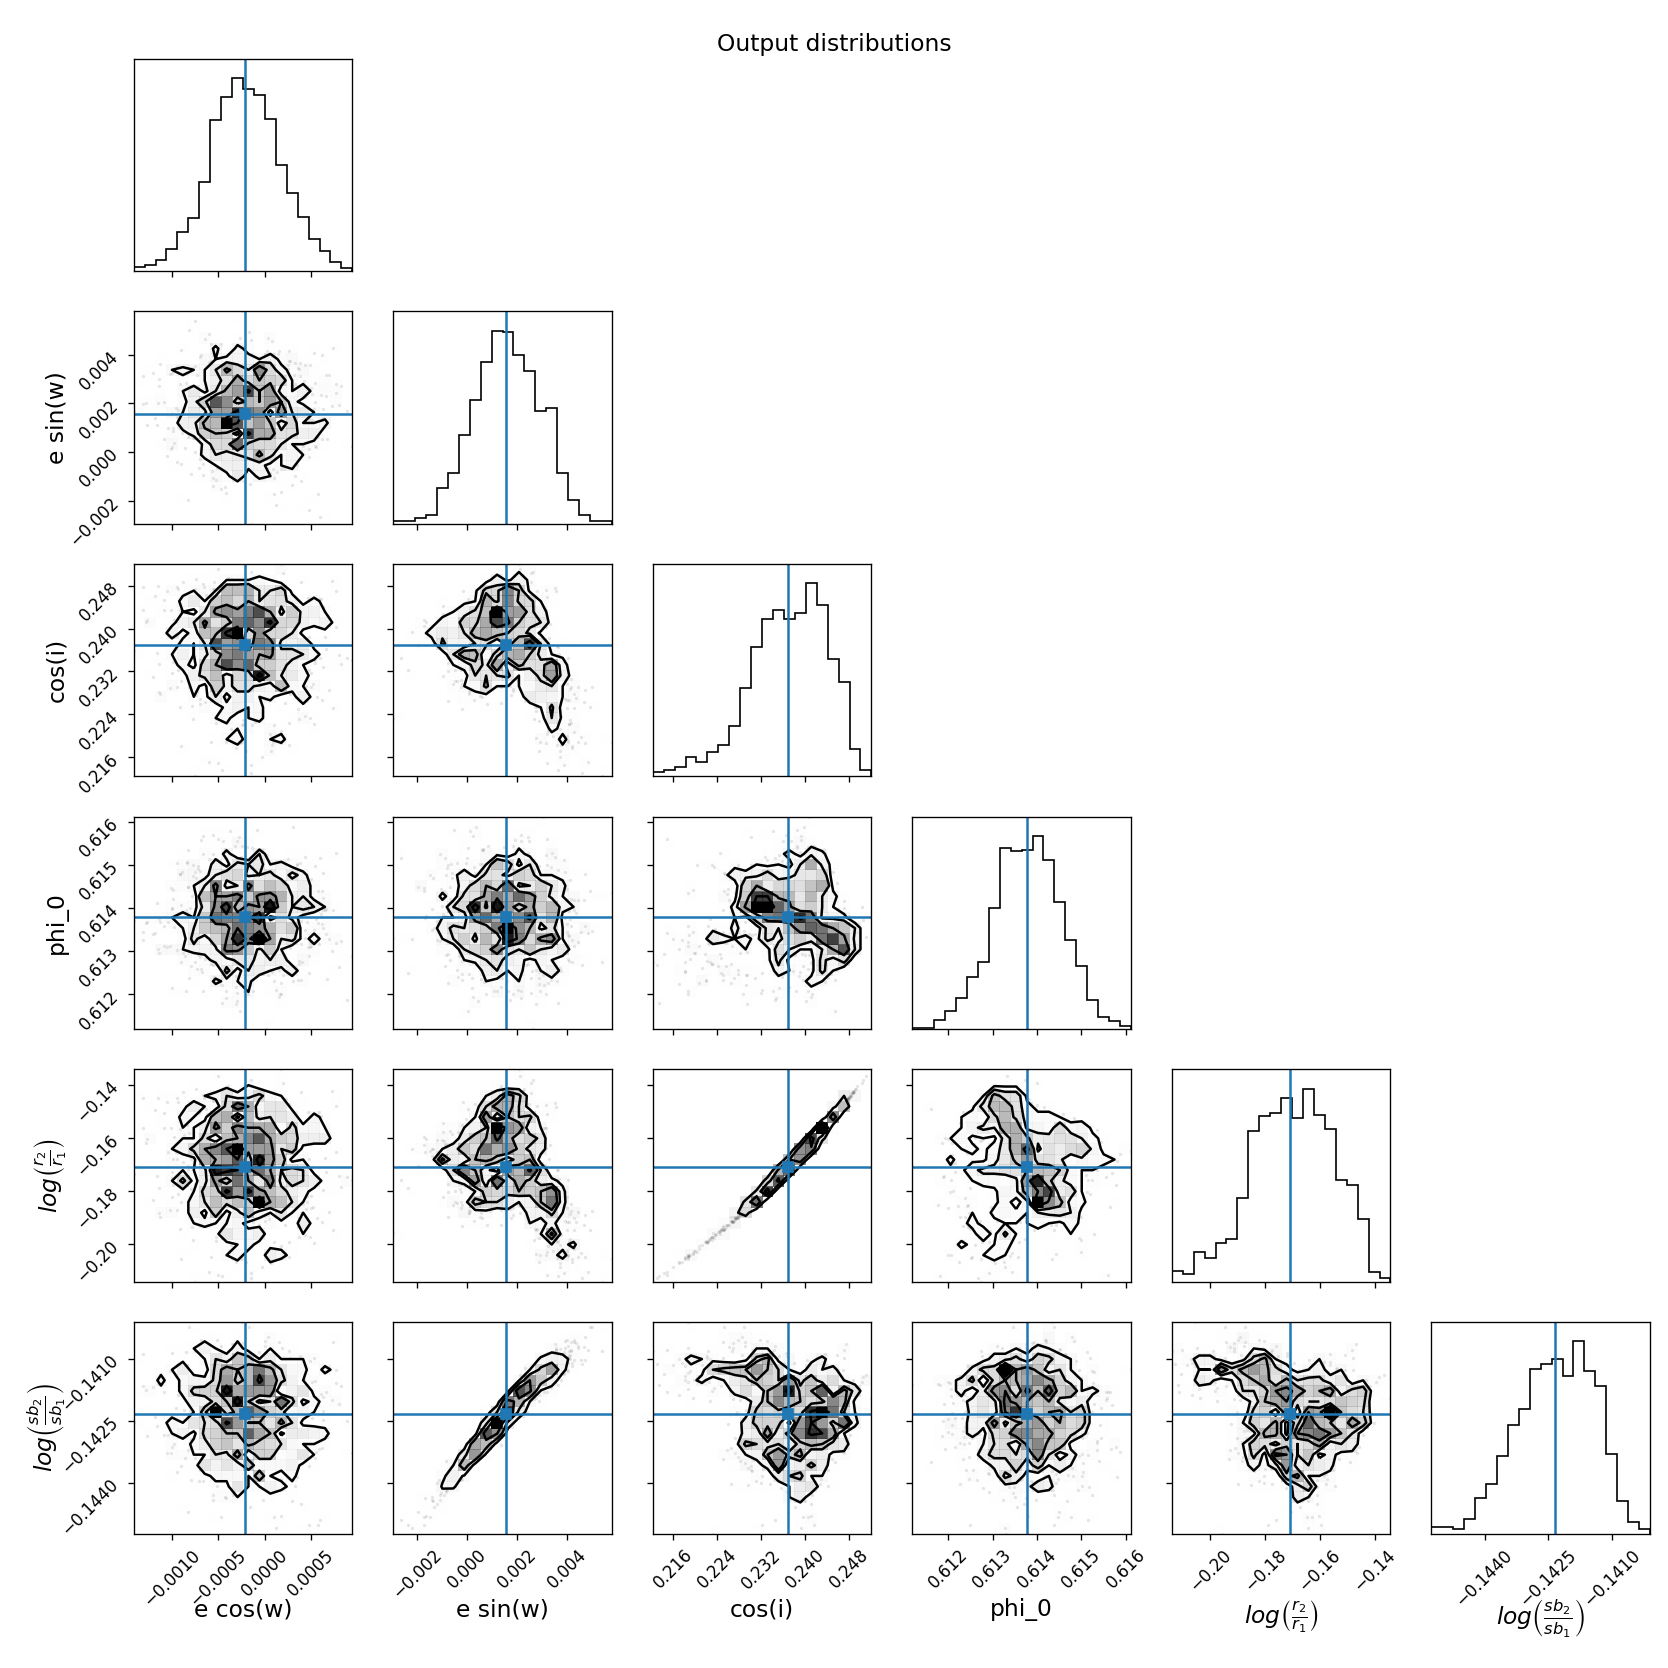 Output distributions
0.004
0.002
0.000
−0.002
e sin(w)
0.248
0.240
0.232
0.224
0.216
cos(i)
0.616
0.615
0.614
0.613
0.612
phi_0
−0.14
−0.16
−0.18
−0.20
log(r₂/r₁)
−0.1410
−0.1425
−0.1440
log(sb₂/sb₁)
−0.0010 −0.0005 0.0000 0.0005
−0.002 0.000 0.002 0.004
0.216 0.224 0.232 0.240 0.248
0.612 0.613 0.614 0.615 0.616
−0.20 −0.18 −0.16 −0.14
−0.1440 −0.1425 −0.1410
e cos(w) e sin(w) cos(i) phi_0 log(r₂/r₁) log(sb₂/sb₁)